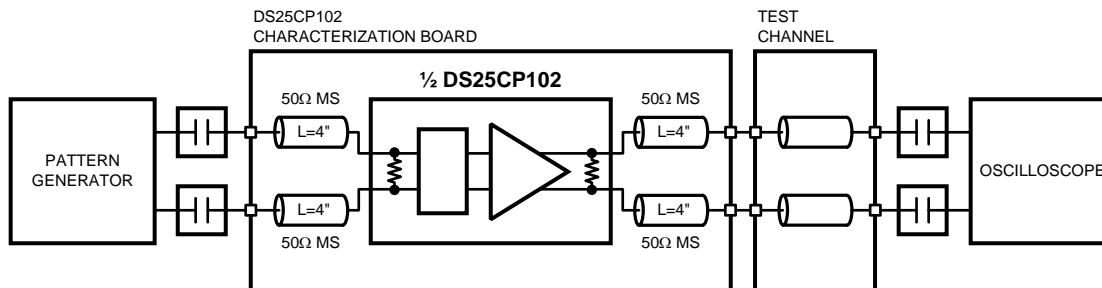 DS25CP102
CHARACTERIZATION BOARD
TEST
CHANNEL
½ DS25CP102
50Ω MS
50Ω MS
L=4"
L=4"
PATTERN
GENERATOR
OSCILLOSCOPE
L=4"
L=4"
50Ω MS
50Ω MS